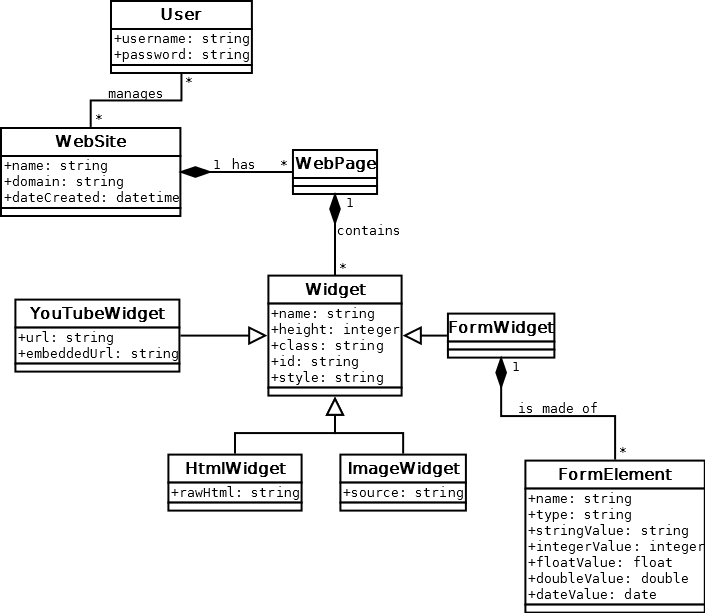 User
+username: string
+password: string
*
manages
*
WebSite
+name: string
+domain: string
+dateCreated: datetime
1 has *
WebPage
1
contains
*
Widget
+name: string
+height: integer
+class: string
+id: string
+style: string
YouTubeWidget
+url: string
+embeddedUrl: string
FormWidget
1
is made of
*
HtmlWidget
+rawHtml: string
ImageWidget
+source: string
FormElement
+name: string
+type: string
+stringValue: string
+integerValue: integer
+floatValue: float
+doubleValue: double
+dateValue: date